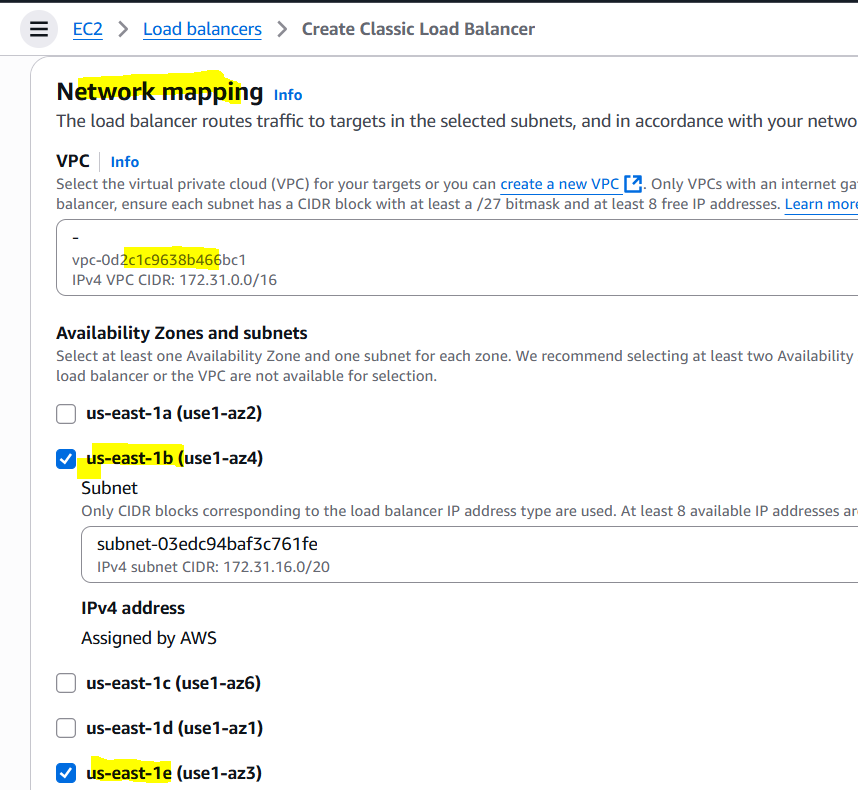 EC2 > Load balancers > Create Classic Load Balancer
Network mapping Info
The load balancer routes traffic to targets in the selected subnets, and in accordance with your netwo
VPC | Info
Select the virtual private cloud (VPC) for your targets or you can create a new VPC. Only VPCs with an internet ga
balancer, ensure each subnet has a CIDR block with at least a /27 bitmask and at least 8 free IP addresses. Learn more
-
vpc-0d2c1c9638b466bc1
IPv4 VPC CIDR: 172.31.0.0/16
Availability Zones and subnets
Select at least one Availability Zone and one subnet for each zone. We recommend selecting at least two Availability
load balancer or the VPC are not available for selection.
us-east-1a (use1-az2)
us-east-1b (use1-az4)
Subnet
Only CIDR blocks corresponding to the load balancer IP address type are used. At least 8 available IP addresses ar
subnet-03edc94baf3c761fe
IPv4 subnet CIDR: 172.31.16.0/20
IPv4 address
Assigned by AWS
us-east-1c (use1-az6)
us-east-1d (use1-az1)
us-east-1e (use1-az3)